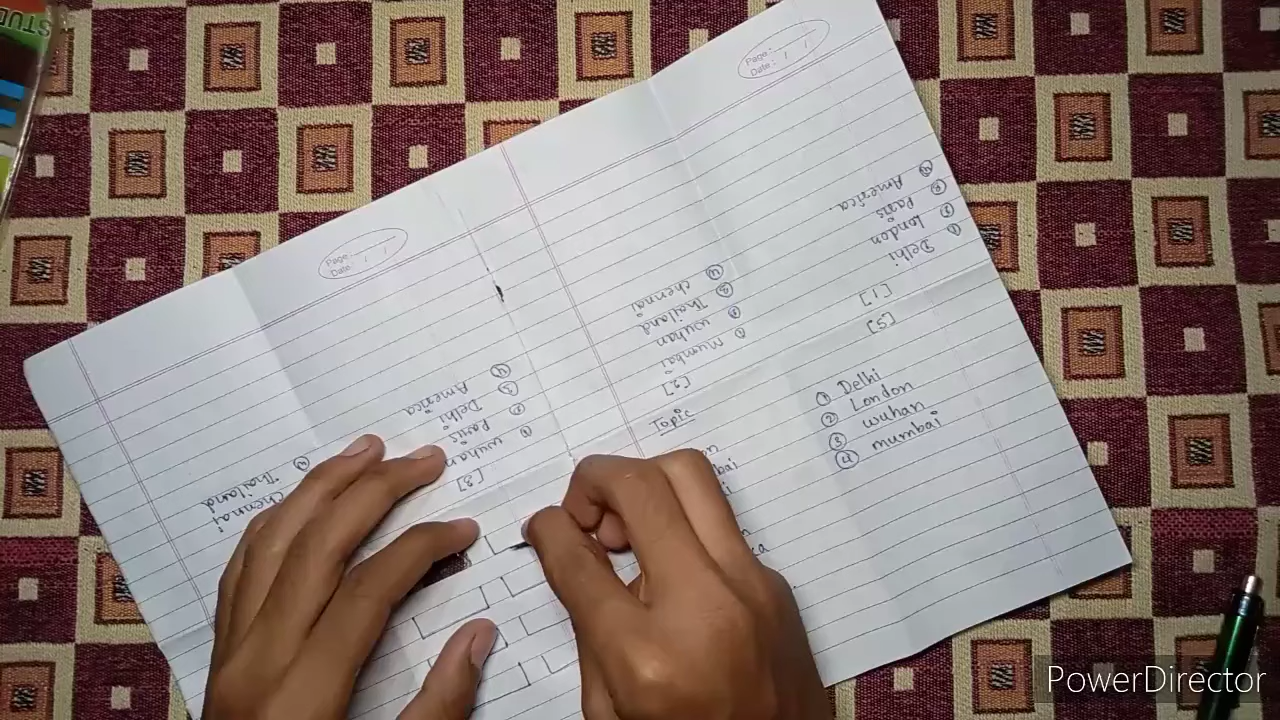 STUD
Page:
Date: / /
Page:
Date: / /
① Delhi
② London
③ Paris
④ America.
[1]
[5]
① Delhi
② London
③ wuhan
④ mumbai
① Mumbai
② wuhan
③ Thailand
④ chennai
[2]
Topic
① wuhan
② Paris
③ Delhi
④ America
[3]
chennai
Thailand
④
PowerDirector